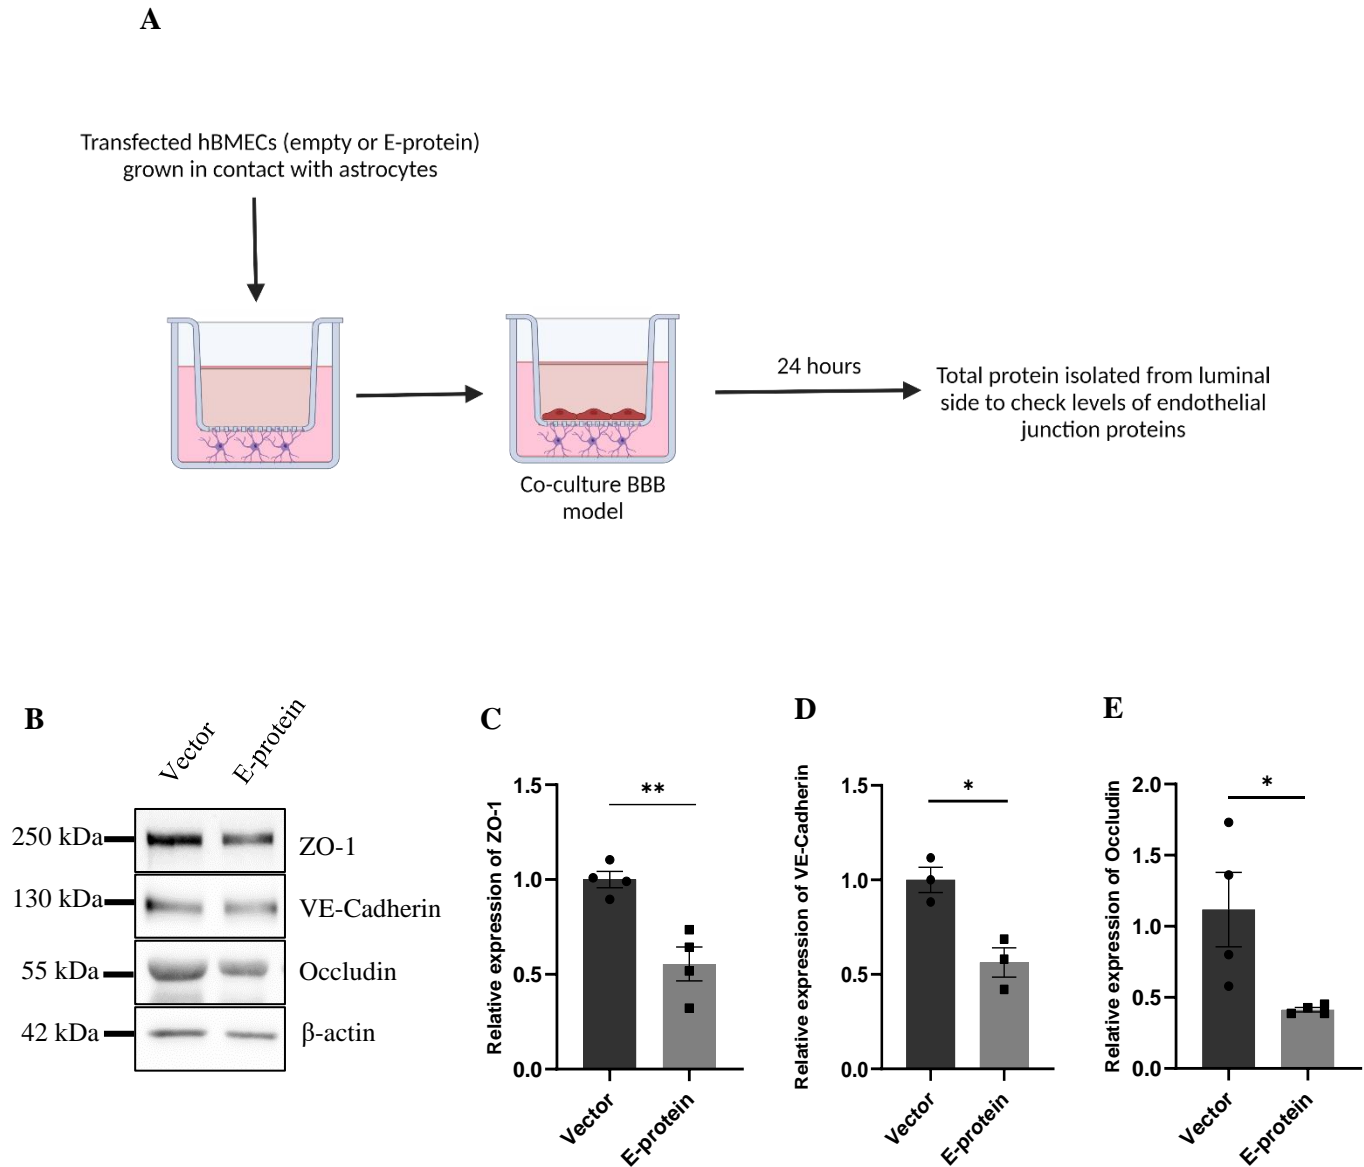 A
Transfected hBMECs (empty or E-protein)
grown in contact with astrocytes
24 hours
Total protein isolated from luminal
side to check levels of endothelial
junction proteins
Co-culture BBB
model
B
Vector
E-protein
250 kDa
ZO-1
130 kDa
VE-Cadherin
55 kDa
Occludin
42 kDa
β-actin
C
Relative expression of ZO-1
1.5
1.0
0.5
0.0
**
Vector
E-protein
D
Relative expression of VE-Cadherin
1.5
1.0
0.5
0.0
*
Vector
E-protein
E
Relative expression of Occludin
2.0
1.5
1.0
0.5
0.0
*
Vector
E-protein